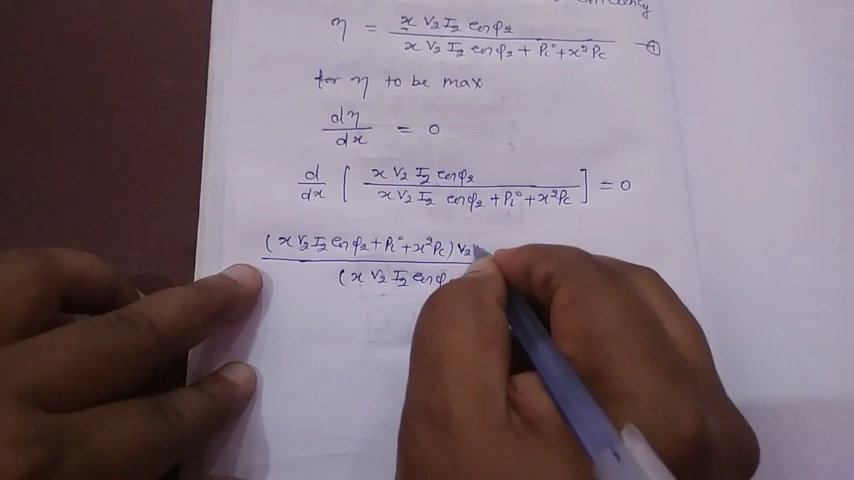 efficiency
η = x V₂ I₂ cos φ₂ / x V₂ I₂ cos φ₂ + Pi + x² Pc — ①
for η to be max
dη / dx = 0
d / dx [ x V₂ I₂ cos φ₂ / x V₂ I₂ cos φ₂ + Pi + x² Pc ] = 0
(x V₂ I₂ cos φ₂ + Pi + x² Pc) V₂
(x V₂ I₂ cos φ